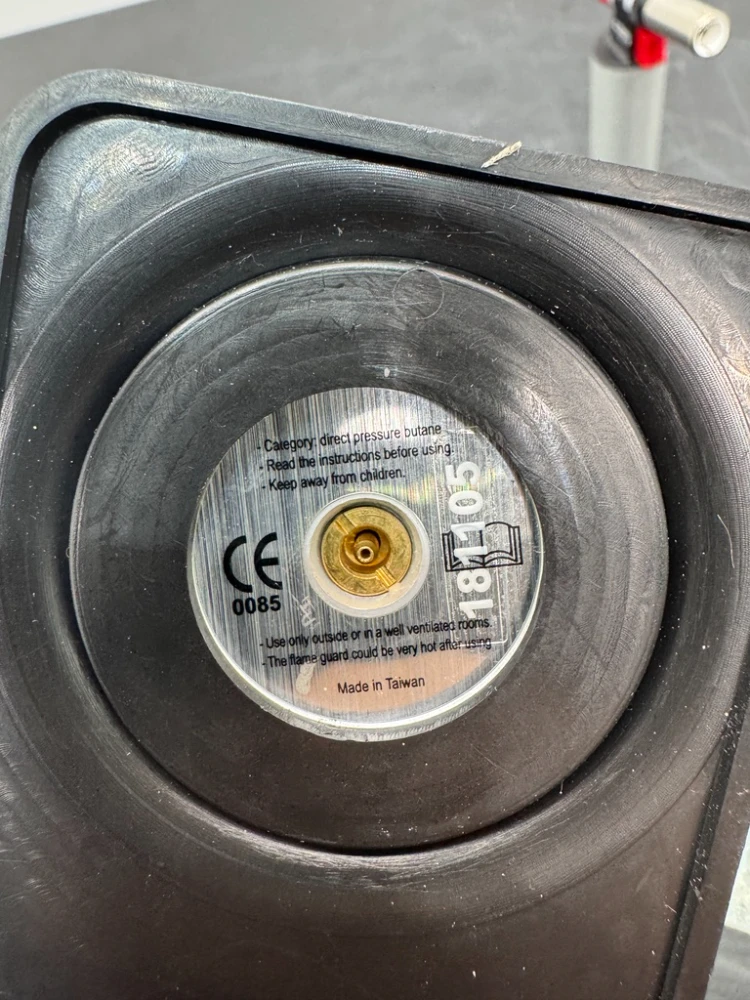 - Category: direct pressure butane
- Read the instructions before using.
- Keep away from children.
181105
CE
0085
- Use only outside or in a well ventilated rooms.
- The flame guard could be very hot after using
Made in Taiwan